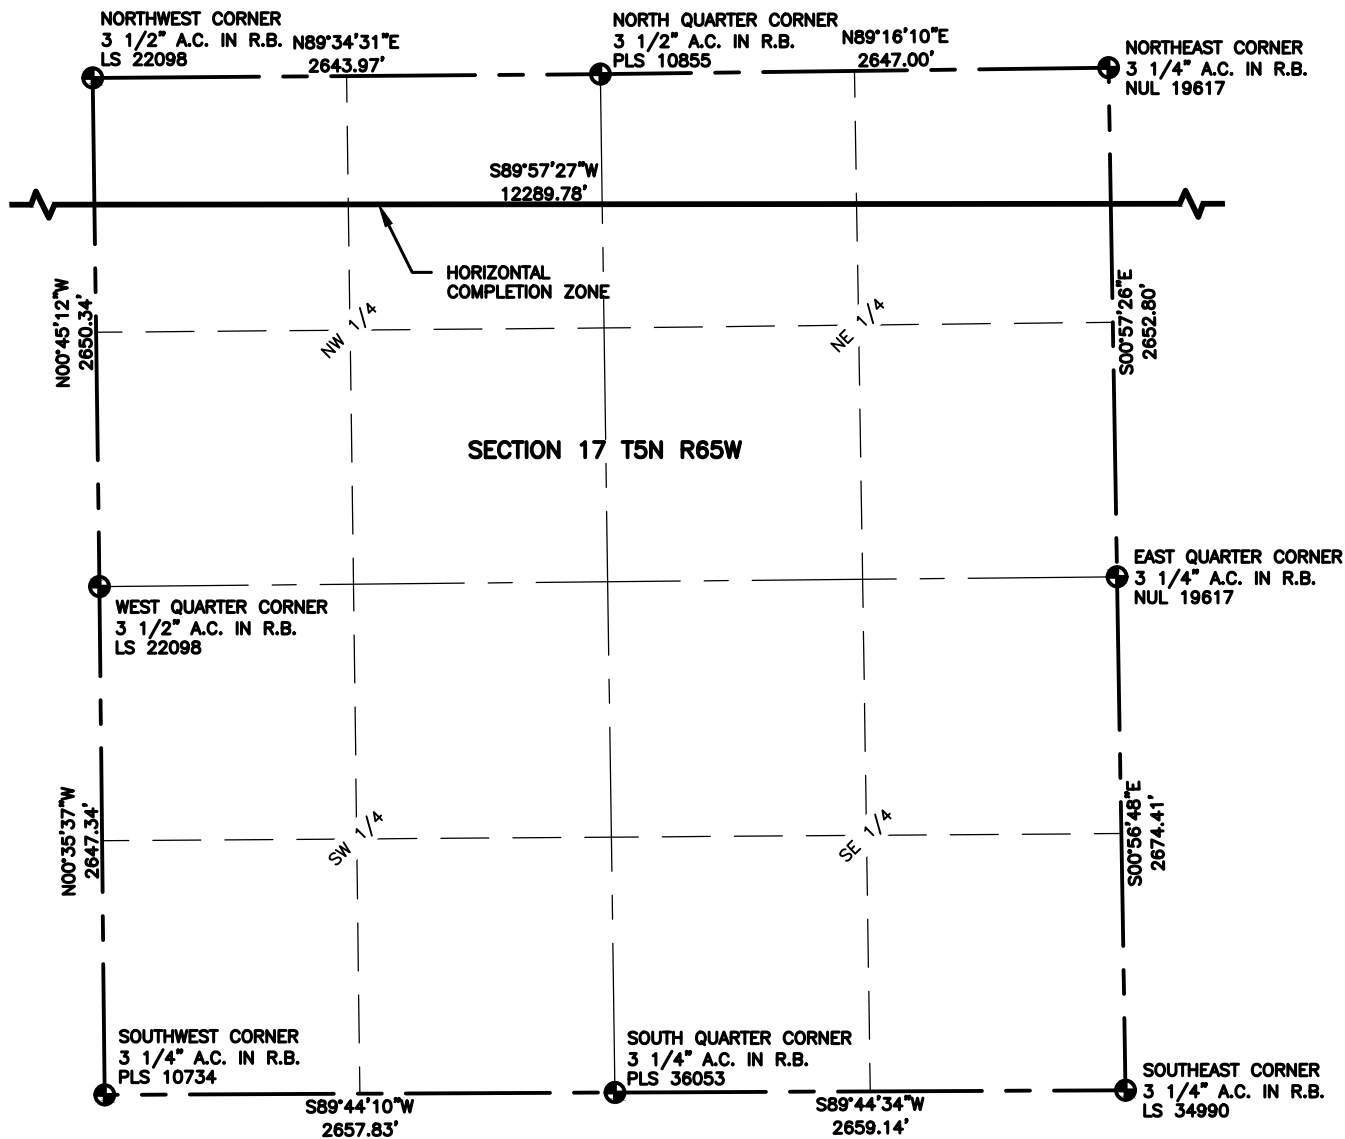 NORTHWEST CORNER
3 1/2" A.C. IN R.B.
LS 22098
N89°34'31"E
2643.97'
NORTH QUARTER CORNER
3 1/2" A.C. IN R.B.
PLS 10855
N89°16'10"E
2647.00'
NORTHEAST CORNER
3 1/4" A.C. IN R.B.
NUL 19617
S89°57'27"W
12289.78'
HORIZONTAL
COMPLETION ZONE
N00°45'12"W
2650.34'
NW 1/4
NE 1/4
S00°57'26"E
2652.80'
SECTION 17 T5N R65W
WEST QUARTER CORNER
3 1/2" A.C. IN R.B.
LS 22098
EAST QUARTER CORNER
3 1/4" A.C. IN R.B.
NUL 19617
N00°35'37"W
2647.34'
SW 1/4
SE 1/4
S00°56'48"E
2674.41'
SOUTHWEST CORNER
3 1/4" A.C. IN R.B.
PLS 10734
S89°44'10"W
2657.83'
SOUTH QUARTER CORNER
3 1/4" A.C. IN R.B.
PLS 36053
S89°44'34"W
2659.14'
SOUTHEAST CORNER
3 1/4" A.C. IN R.B.
LS 34990